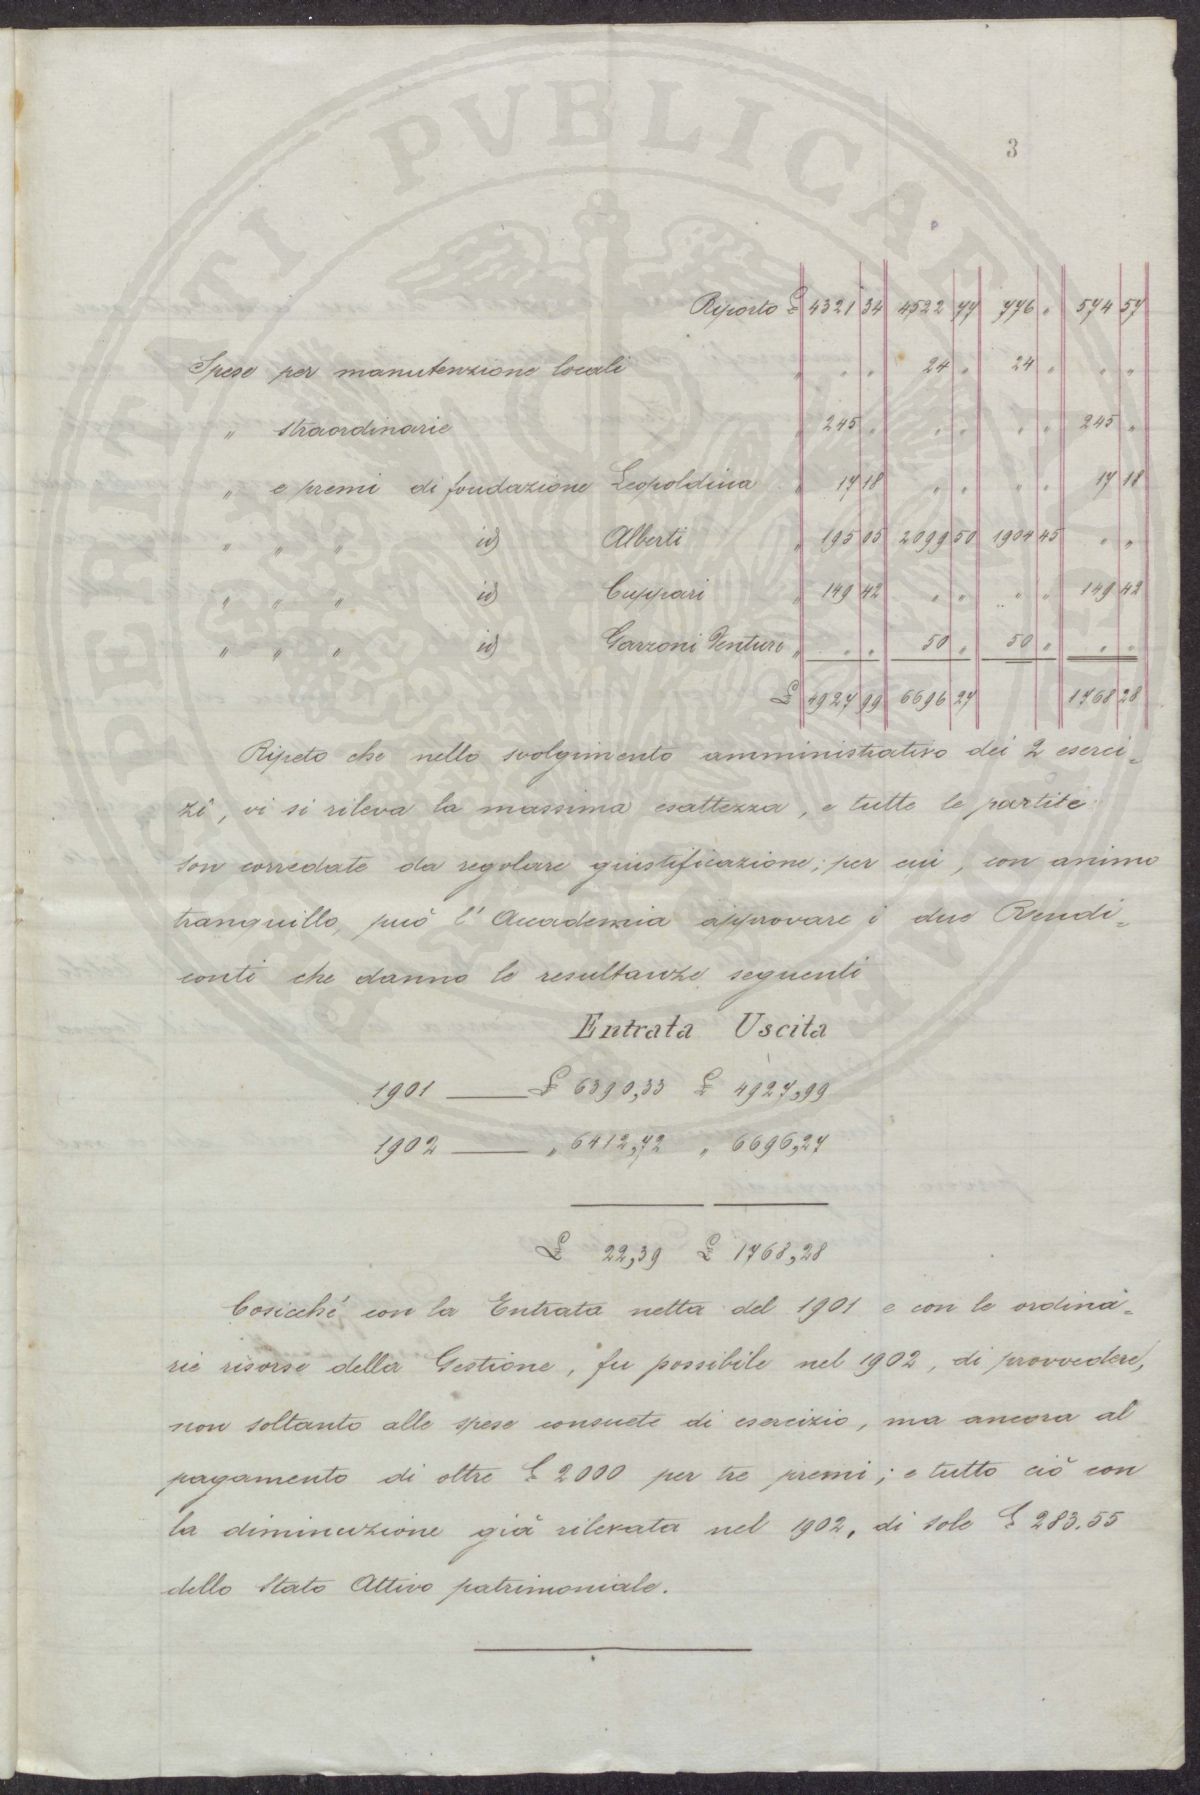 3
Riporto £ 4321 34 4522 77 776 " 574 57
Spese per manutenzione locali " " " 24 " 24 " " "
" straordinarie " 245 " " " " " 245 "
" e premi di fondazione Leopoldina " 17 18 " " " " 17 18
" " " id Alberti " 195 05 2099 50 1904 45 " "
" " " id Cuppari " 149 42 " " " " 149 42
" " " id Garzoni Venturi " " " 50 " 50 " " "
£ 4927 99 6696 27 1768 28
Ripeto che nello svolgimento amministrativo dei 2 eserci=
zi, vi si rileva la massima esattezza, e tutte le partite
son corredate da regolare giustificazione; per cui, con animo
tranquillo, può l'Accademia approvare i due Rendi=
conti che danno le resultanze seguenti
Entrata Uscita
1901 — £ 6390,33 £ 4927,99
1902 — " 6412,72 " 6696,27
£ 22,39 £ 1768,28
Cosicché con la Entrata netta del 1901 e con le ordina=
rie risorse della Gestione, fu possibile nel 1902, di provvedere,
non soltanto alle spese consuete di esercizio, ma ancora al
pagamento di oltre £ 2000 per tre premi; e tutto ciò con
la diminuzione già rilevata nel 1902, di sole £ 283.55
dello Stato Attivo patrimoniale.